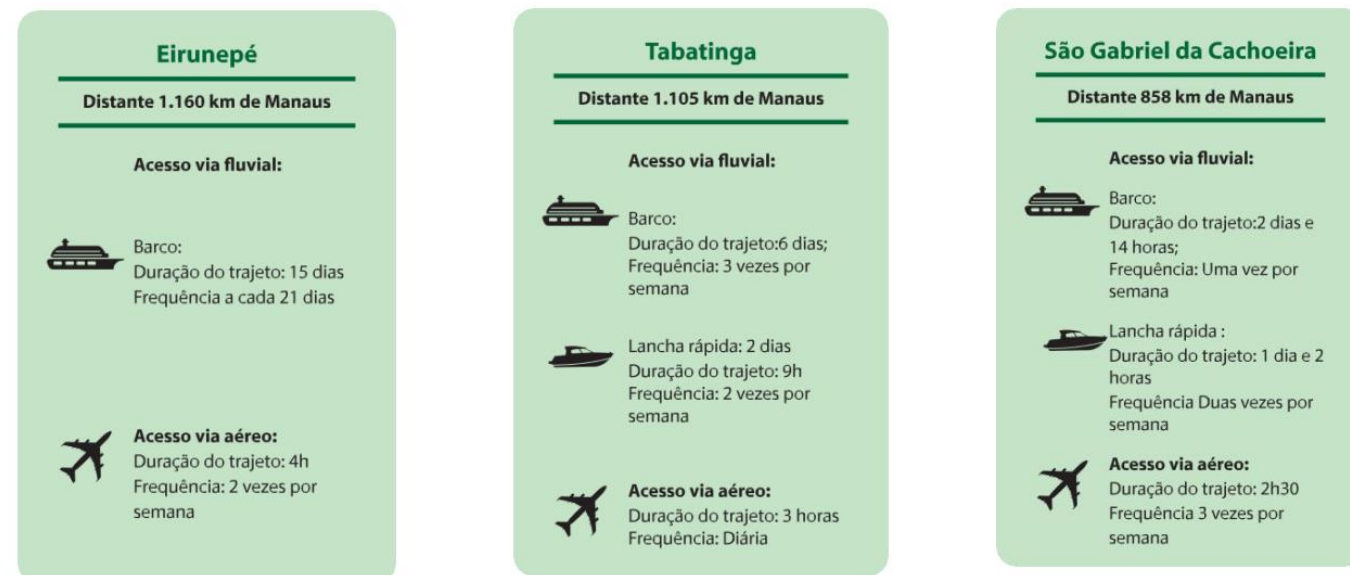 Eirunepé
Distante 1.160 km de Manaus
Acesso via fluvial:
Barco:
Duração do trajeto: 15 dias
Frequência a cada 21 dias
Acesso via aéreo:
Duração do trajeto: 4h
Frequência: 2 vezes por
semana
Tabatinga
Distante 1.105 km de Manaus
Acesso via fluvial:
Barco:
Duração do trajeto:6 dias;
Frequência: 3 vezes por
semana
Lancha rápida: 2 dias
Duração do trajeto: 9h
Frequência: 2 vezes por
semana
Acesso via aéreo:
Duração do trajeto: 3 horas
Frequência: Diária
São Gabriel da Cachoeira
Distante 858 km de Manaus
Acesso via fluvial:
Barco:
Duração do trajeto:2 dias e
14 horas;
Frequência: Uma vez por
semana
Lancha rápida :
Duração do trajeto: 1 dia e 2
horas
Frequência Duas vezes por
semana
Acesso via aéreo:
Duração do trajeto: 2h30
Frequência 3 vezes por
semana